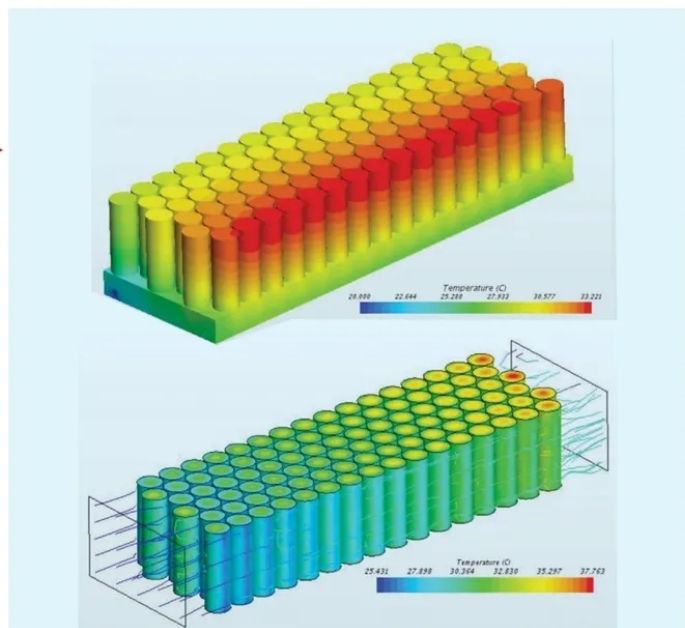 Temperature (C)
20.000 22.644 25.288 27.933 30.577 33.221
Temperature (C)
25.431 27.898 30.364 32.830 35.297 37.763